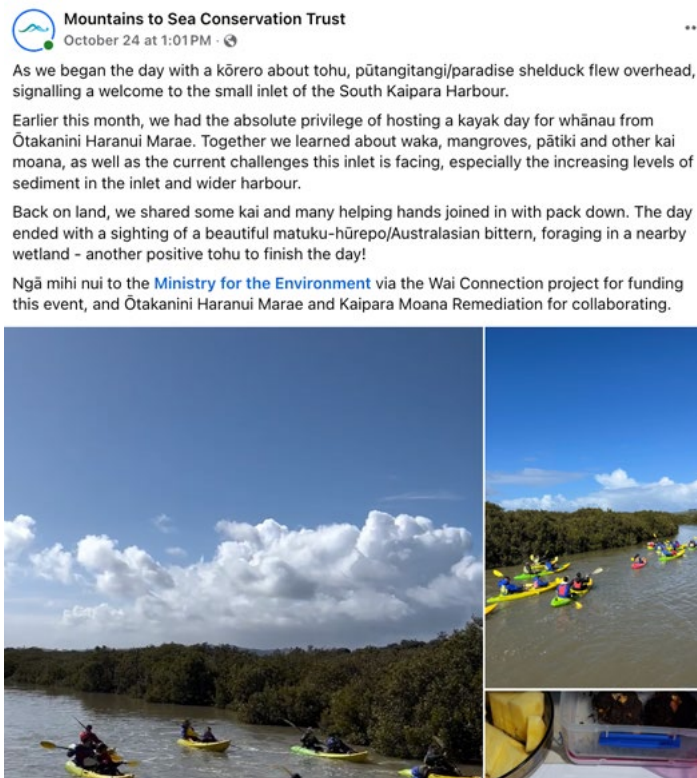 Mountains to Sea Conservation Trust
October 24 at 1:01 PM ·
As we began the day with a kōrero about tohu, pūtangitangi/paradise shelduck flew overhead,
signalling a welcome to the small inlet of the South Kaipara Harbour.
Earlier this month, we had the absolute privilege of hosting a kayak day for whānau from
Ōtakanini Haranui Marae. Together we learned about waka, mangroves, pātiki and other kai
moana, as well as the current challenges this inlet is facing, especially the increasing levels of
sediment in the inlet and wider harbour.
Back on land, we shared some kai and many helping hands joined in with pack down. The day
ended with a sighting of a beautiful matuku-hūrepo/Australasian bittern, foraging in a nearby
wetland - another positive tohu to finish the day!
Ngā mihi nui to the Ministry for the Environment via the Wai Connection project for funding
this event, and Ōtakanini Haranui Marae and Kaipara Moana Remediation for collaborating.